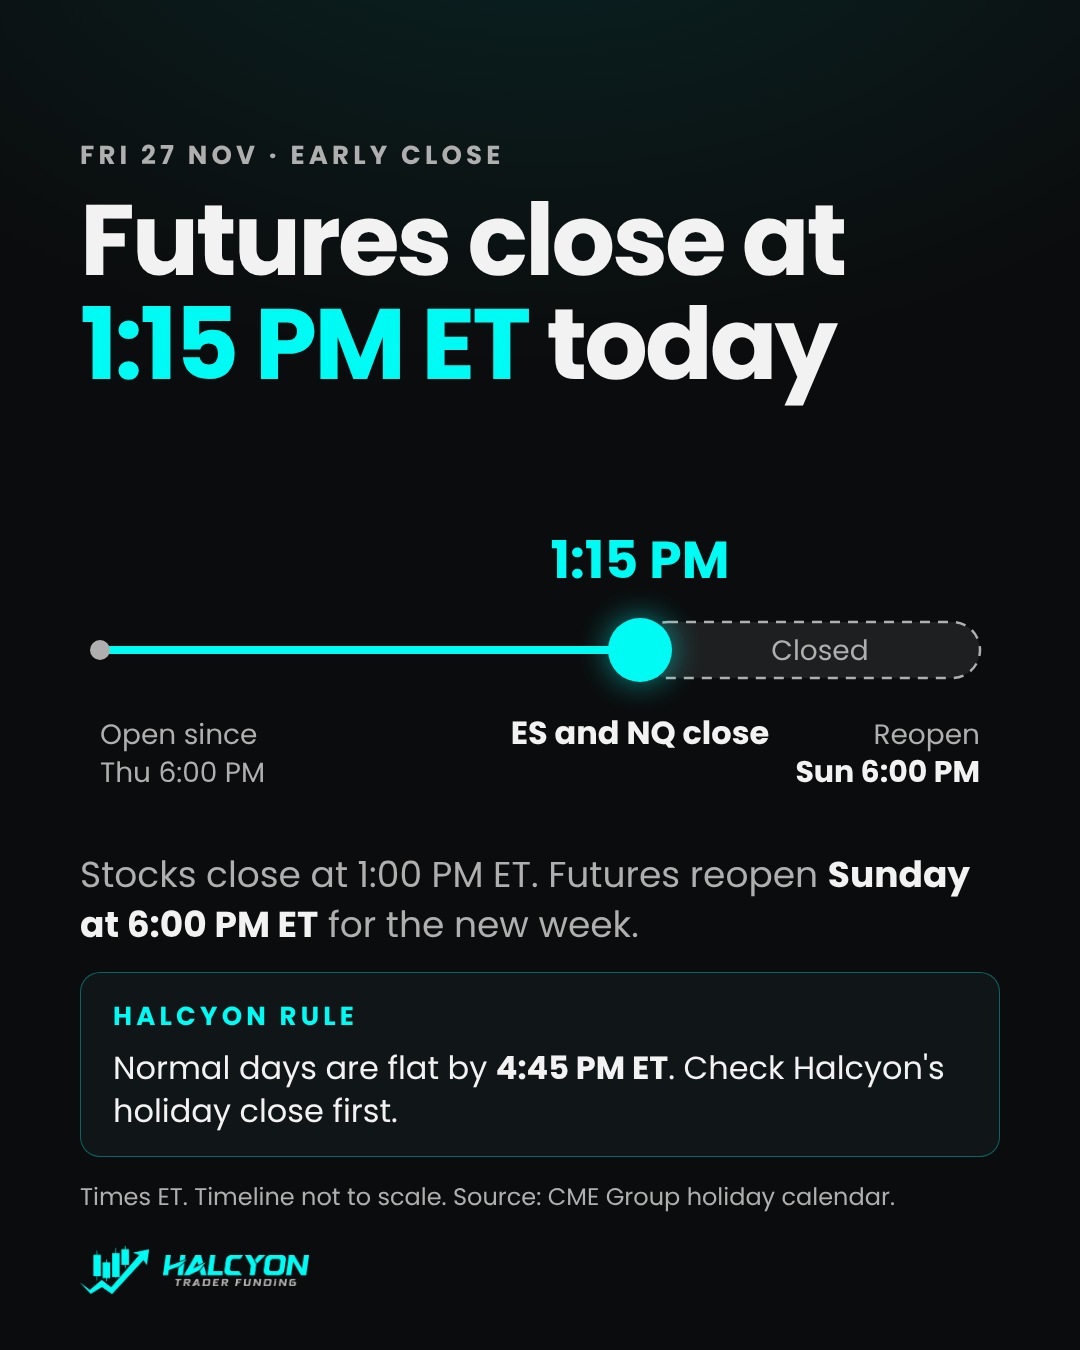 FRI 27 NOV · EARLY CLOSE
Futures close at
1:15 PM ET today
1:15 PM
Closed
Open since
Thu 6:00 PM
ES and NQ close
Reopen
Sun 6:00 PM
Stocks close at 1:00 PM ET. Futures reopen Sunday
at 6:00 PM ET for the new week.
HALCYON RULE
Normal days are flat by 4:45 PM ET. Check Halcyon's
holiday close first.
Times ET. Timeline not to scale. Source: CME Group holiday calendar.
HALCYON
TRADER FUNDING